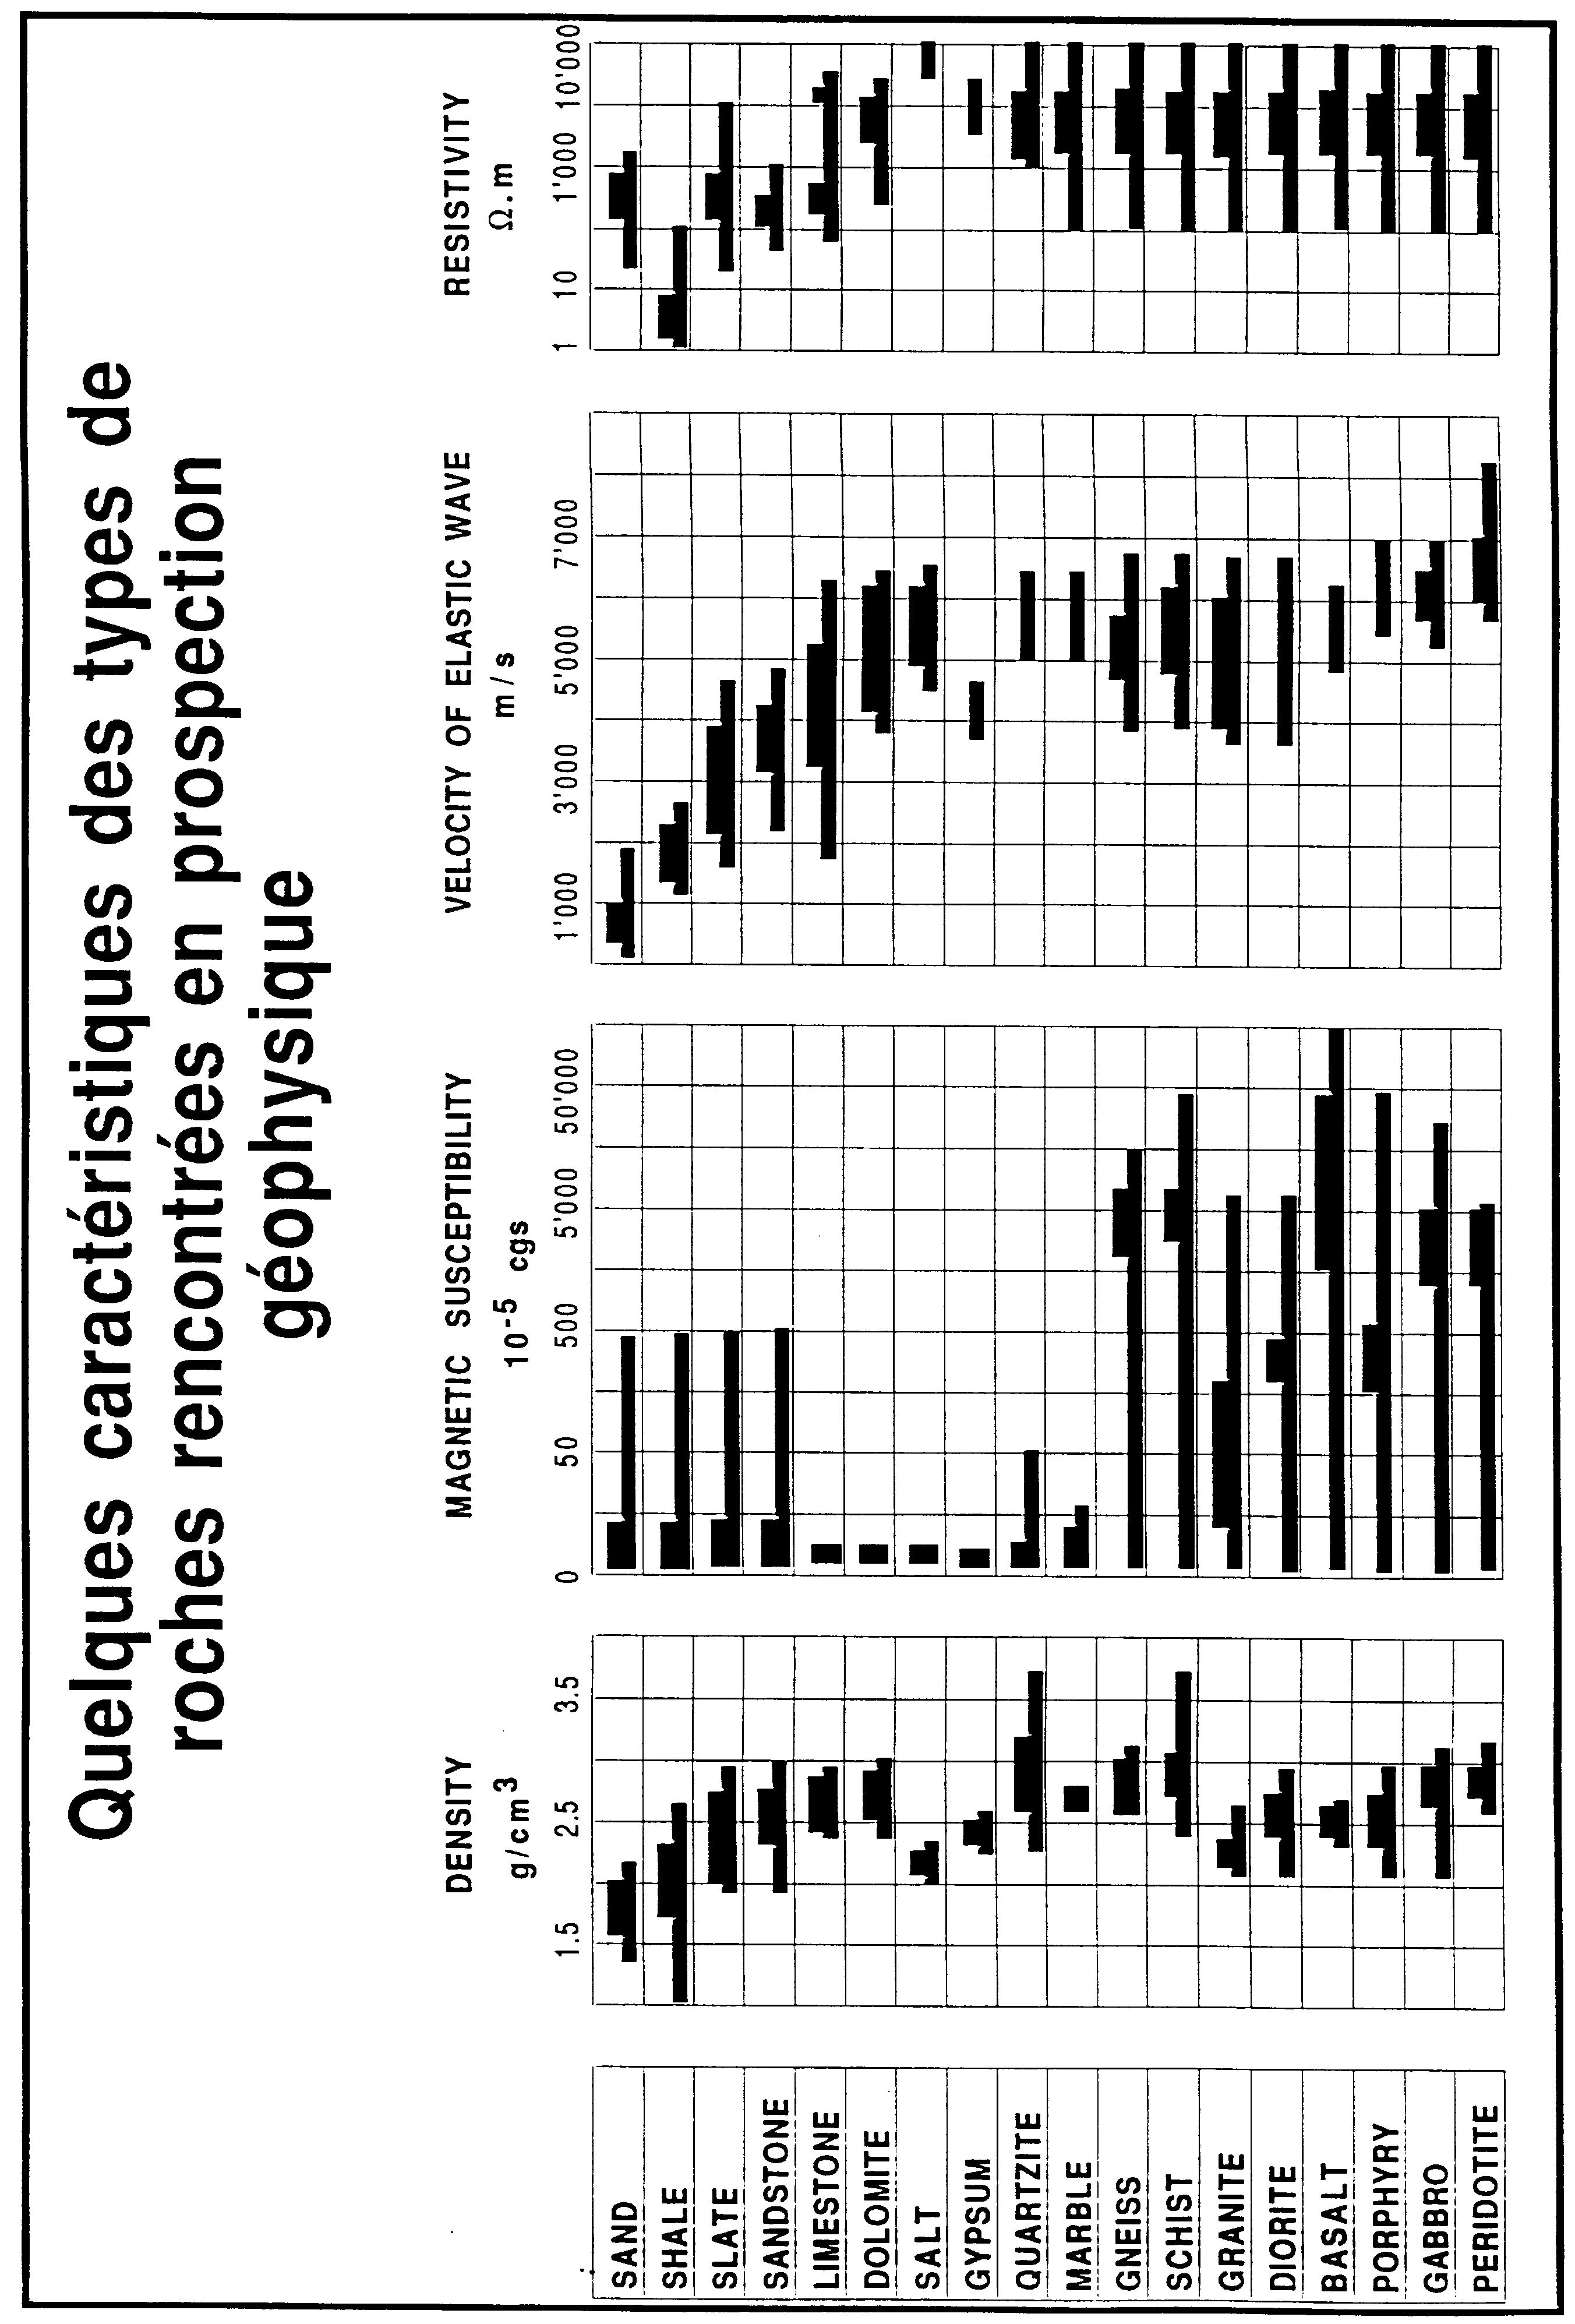 Quelques caractéristiques des types de
roches rencontrées en prospection
géophysique
DENSITY
g/cm³
1.5 2.5 3.5
MAGNETIC SUSCEPTIBILITY
10⁻⁵ cgs
0 50 500 5'000 50'000
VELOCITY OF ELASTIC WAVE
m/s
1'000 3'000 5'000 7'000
RESISTIVITY
Ω.m
1 10 1'000 10'000
SAND
SHALE
SLATE
SANDSTONE
LIMESTONE
DOLOMITE
SALT
GYPSUM
QUARTZITE
MARBLE
GNEISS
SCHIST
GRANITE
DIORITE
BASALT
PORPHYRY
GABBRO
PERIDOTITE